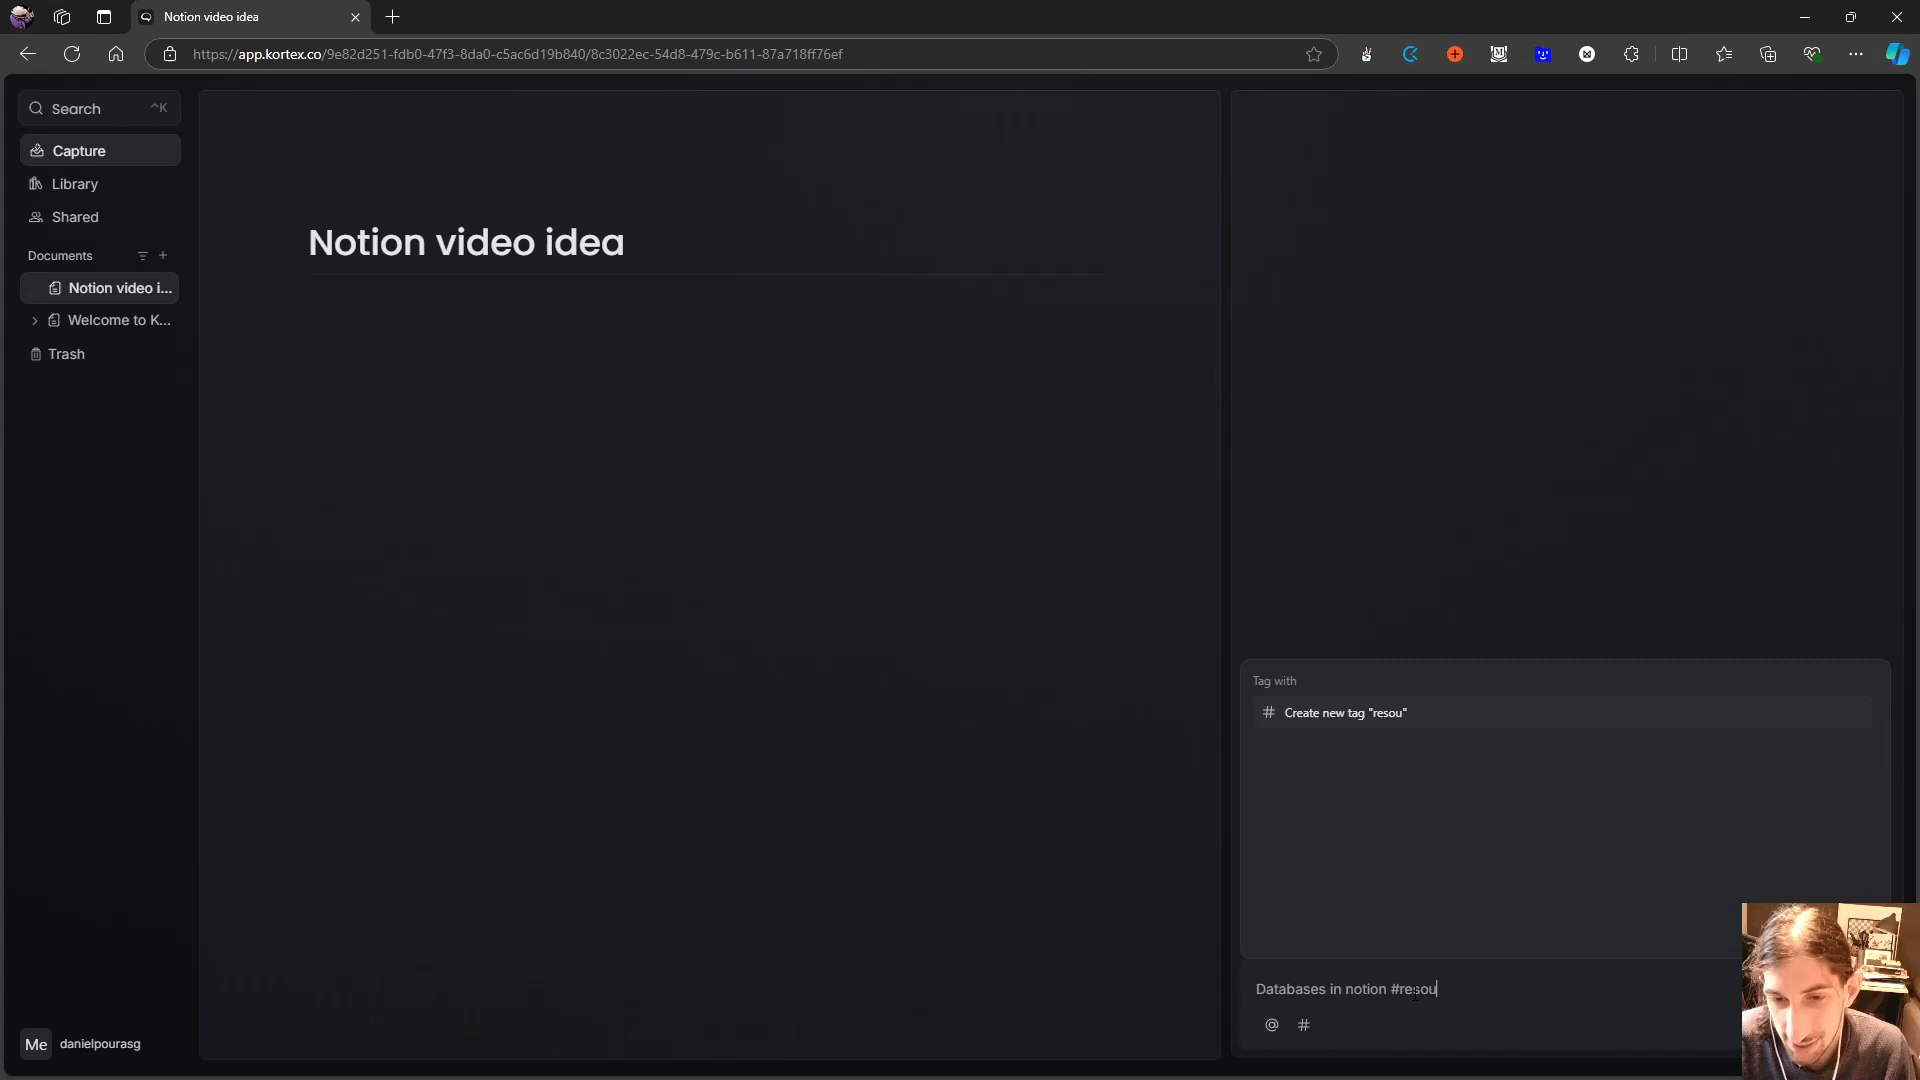 Notion video idea
https://app.kortex.co/9e82d251-fdb0-47f3-8da0-c5ac6d19b840/8c3022ec-54d8-479c-b611-87a718ff76ef
Search ^K
Capture
Library
Shared
Documents
Notion video i...
Welcome to K...
Trash
Me danielpourasg
Notion video idea
Tag with
# Create new tag "resou"
Databases in notion #resou
@ #